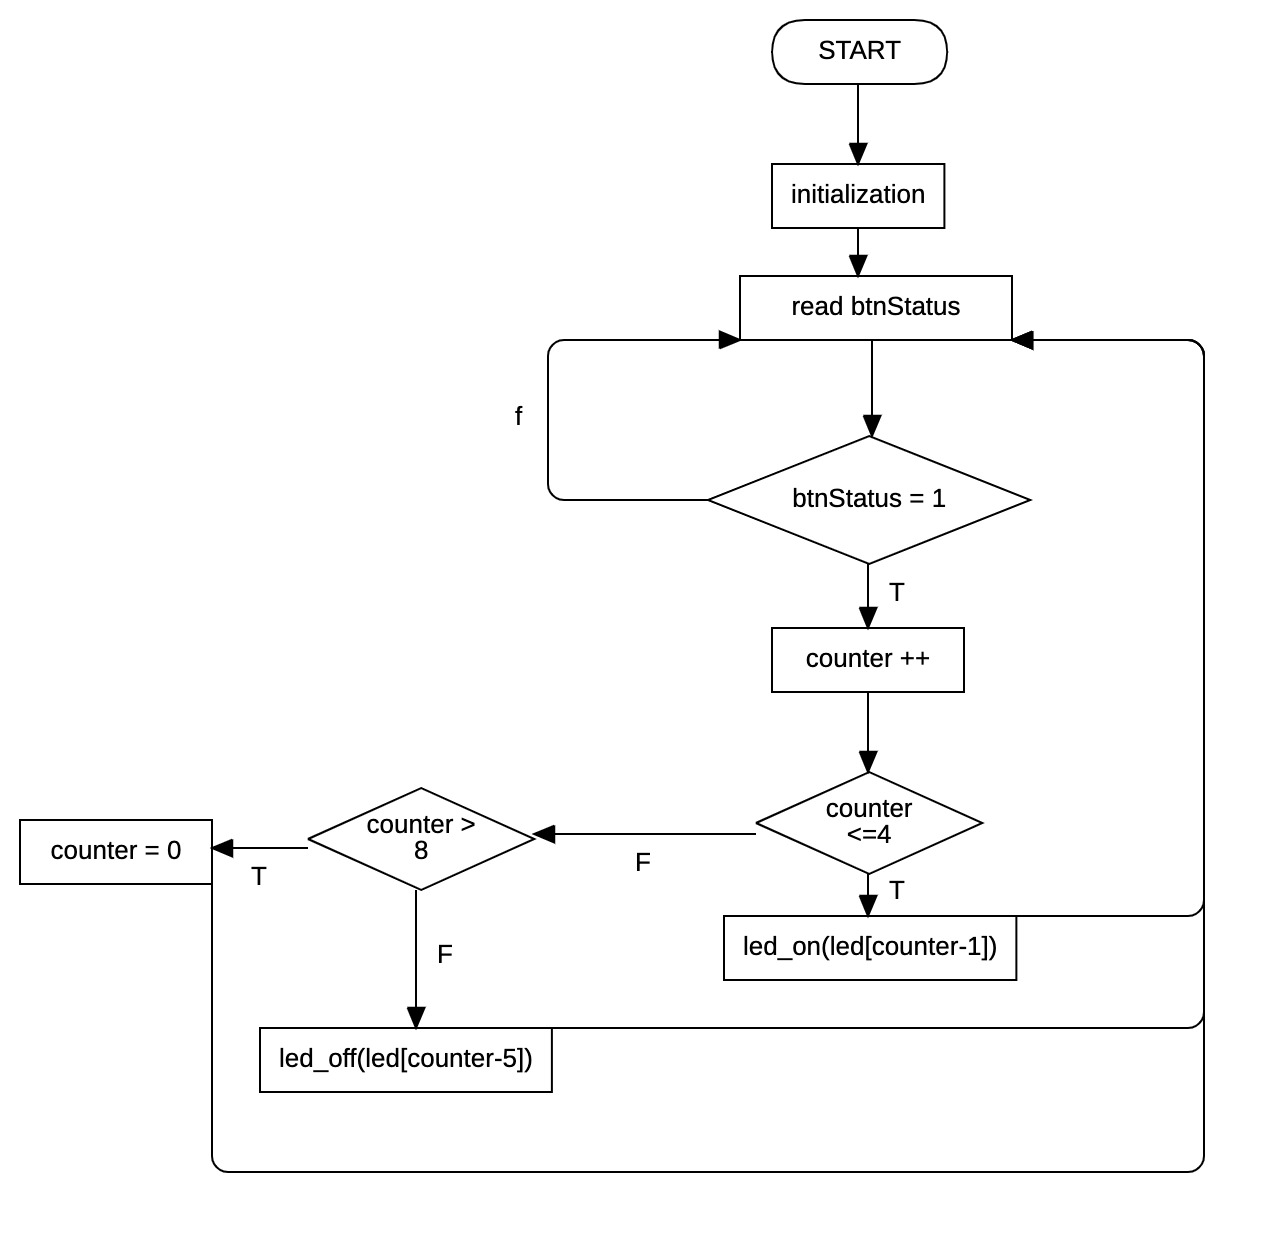 START
initialization
read btnStatus
f
btnStatus = 1
T
counter ++
counter
<=4
counter >
8
counter = 0
T
F
T
F
led_on(led[counter-1])
led_off(led[counter-5])